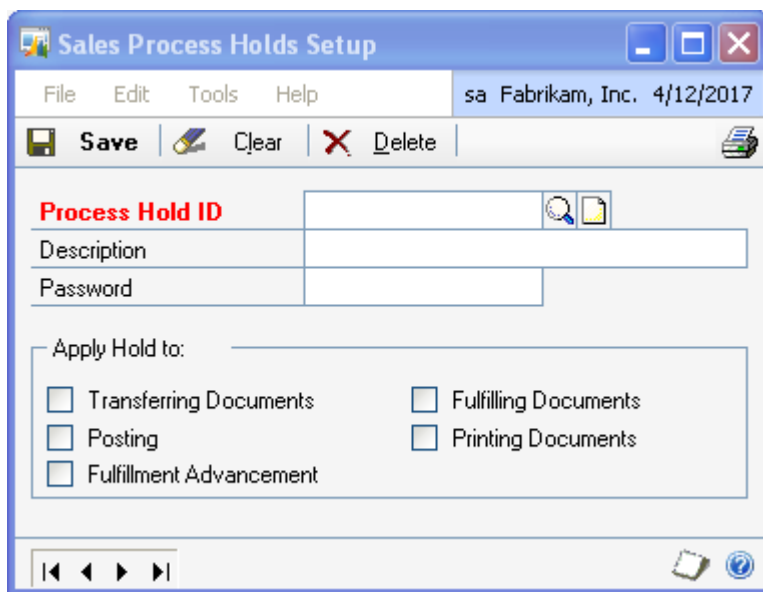 Sales Process Holds Setup
File Edit Tools Help sa Fabrikam, Inc. 4/12/2017
Save Clear Delete
Process Hold ID
Description
Password
Apply Hold to:
Transferring Documents Fulfilling Documents
Posting Printing Documents
Fulfillment Advancement